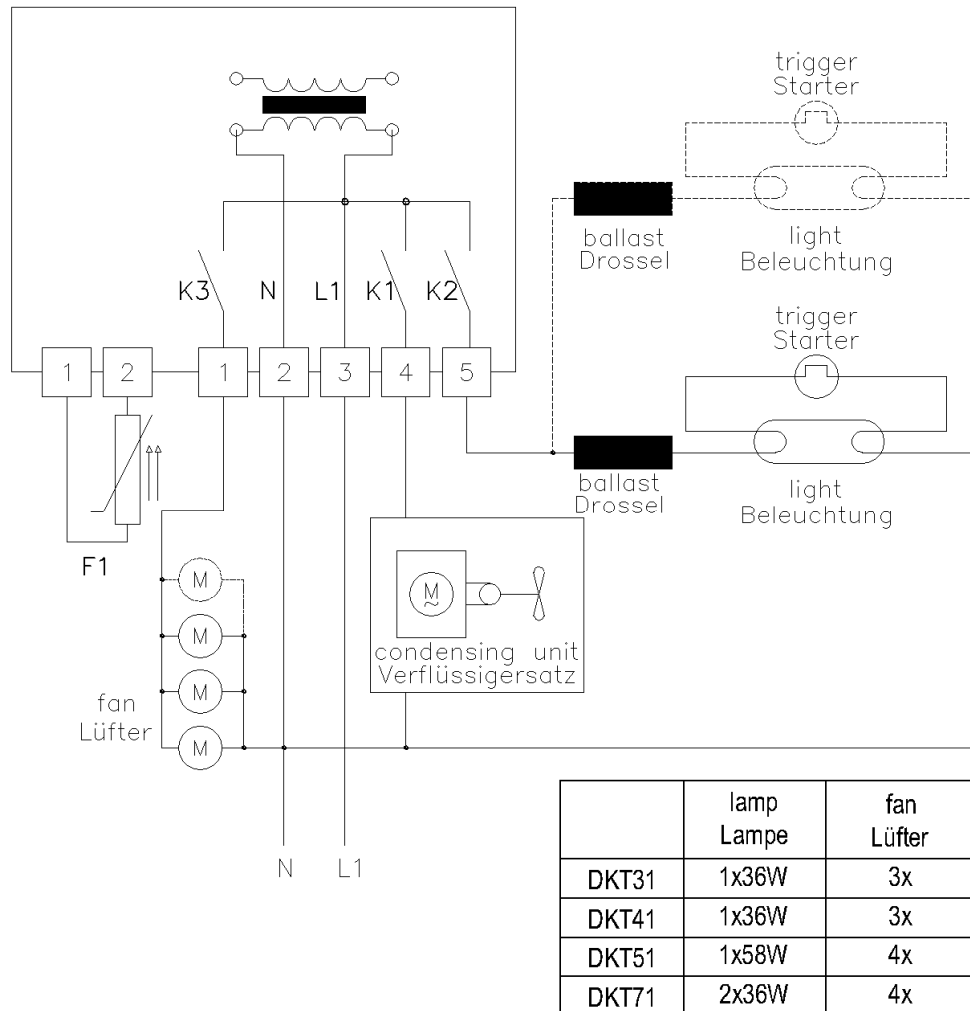 trigger
Starter
ballast
Drossel
light
Beleuchtung
K3 N L1 K1 K2
trigger
Starter
1 2 1 2 3 4 5
ballast
Drossel
light
Beleuchtung
F1
M
M
M
M
fan
Lüfter
M
~
condensing unit
Verflüssigersatz
N L1
lamp fan
Lampe Lüfter
DKT31 1x36W 3x
DKT41 1x36W 3x
DKT51 1x58W 4x
DKT71 2x36W 4x